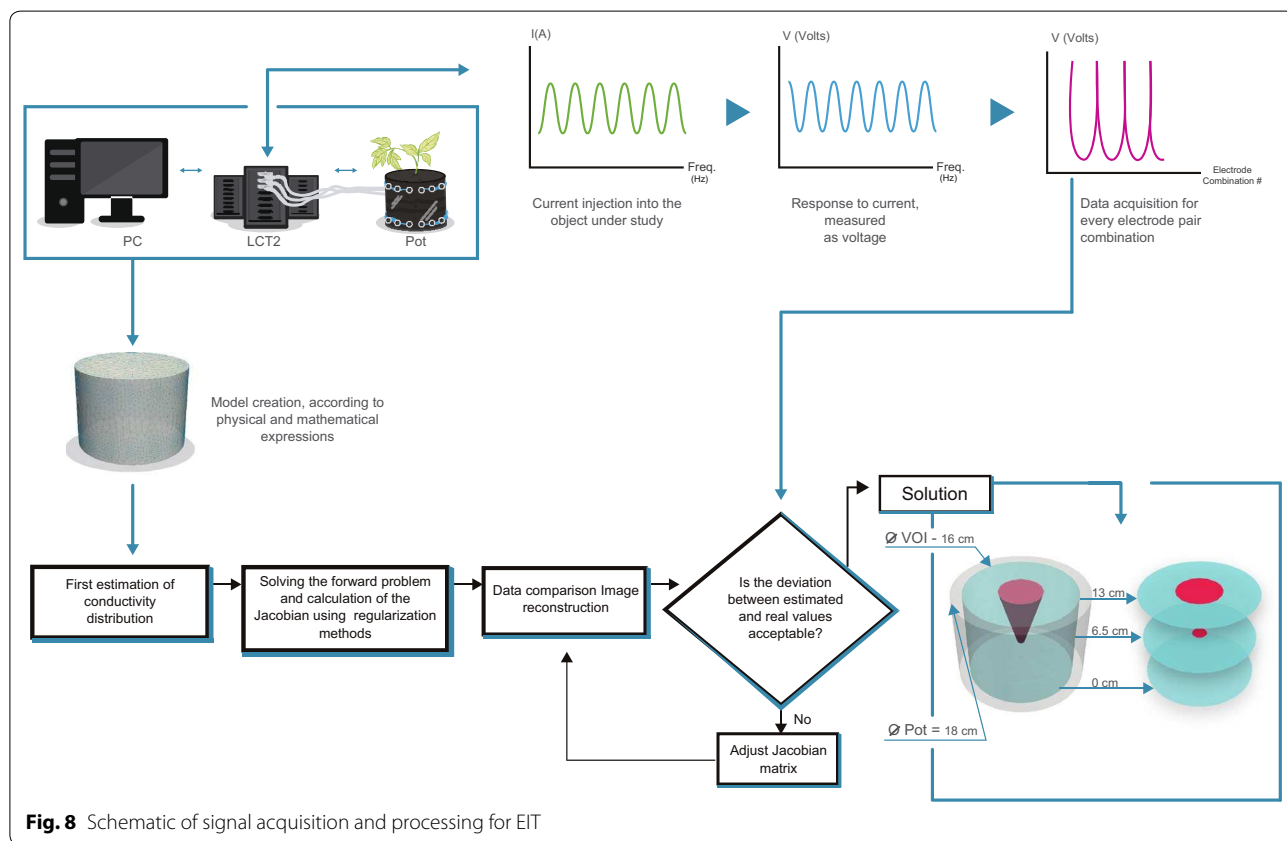 I(A)
Freq.
(Hz)
Current injection into the
object under study
V (Volts)
Freq.
(Hz)
Response to current,
measured
as voltage
V (Volts)
Electrode
Combination #
Data acquisition for
every electrode pair
combination
PC
LCT2
Pot
Model creation, according to
physical and mathematical
expressions
First estimation of
conductivity
distribution
Solving the forward problem
and calculation of the
Jacobian using regularization
methods
Data comparison Image
reconstruction
Is the deviation
between estimated
and real values
acceptable?
No
Adjust Jacobian
matrix
Solution
Ø VOI - 16 cm
13 cm
6.5 cm
0 cm
Ø Pot = 18 cm
Fig. 8 Schematic of signal acquisition and processing for EIT